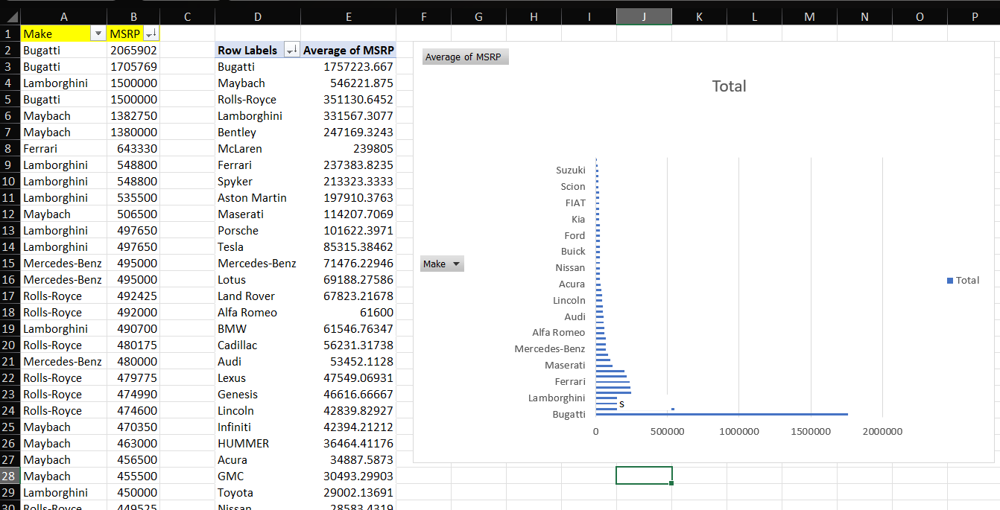 A B C D E F G H I J K L M N O P
1 Make MSRP
2 Bugatti 2065902 Row Labels Average of MSRP
3 Bugatti 1705769 Bugatti 1757223.667
4 Lamborghini 1500000 Maybach 546221.875
5 Bugatti 1500000 Rolls-Royce 351130.6452
6 Maybach 1382750 Lamborghini 331567.3077
7 Maybach 1380000 Bentley 247169.3243
8 Ferrari 643330 McLaren 239805
9 Lamborghini 548800 Ferrari 237383.8235
10 Lamborghini 548800 Spyker 213323.3333
11 Lamborghini 535500 Aston Martin 197910.3763
12 Maybach 506500 Maserati 114207.7069
13 Lamborghini 497650 Porsche 101622.3971
14 Lamborghini 497650 Tesla 85315.38462
15 Mercedes-Benz 495000 Mercedes-Benz 71476.22946
16 Mercedes-Benz 495000 Lotus 69188.27586
17 Rolls-Royce 492425 Land Rover 67823.21678
18 Rolls-Royce 492000 Alfa Romeo 61600
19 Lamborghini 490700 BMW 61546.76347
20 Rolls-Royce 480175 Cadillac 56231.31738
21 Mercedes-Benz 480000 Audi 53452.1128
22 Rolls-Royce 479775 Lexus 47549.06931
23 Rolls-Royce 474990 Genesis 46616.66667
24 Rolls-Royce 474600 Lincoln 42839.82927
25 Maybach 470350 Infiniti 42394.21212
26 Maybach 463000 HUMMER 36464.41176
27 Maybach 456500 Acura 34887.5873
28 Maybach 455500 GMC 30493.29903
29 Lamborghini 450000 Toyota 29002.13691
30 Rolls-Royce 449525 Nissan 28583.4319
Average of MSRP
Total
Suzuki
Scion
FIAT
Kia
Ford
Buick
Make
Nissan
Acura
Total
Lincoln
Audi
Alfa Romeo
Mercedes-Benz
Maserati
Ferrari
Lamborghini
s
Bugatti
0 500000 1000000 1500000 2000000